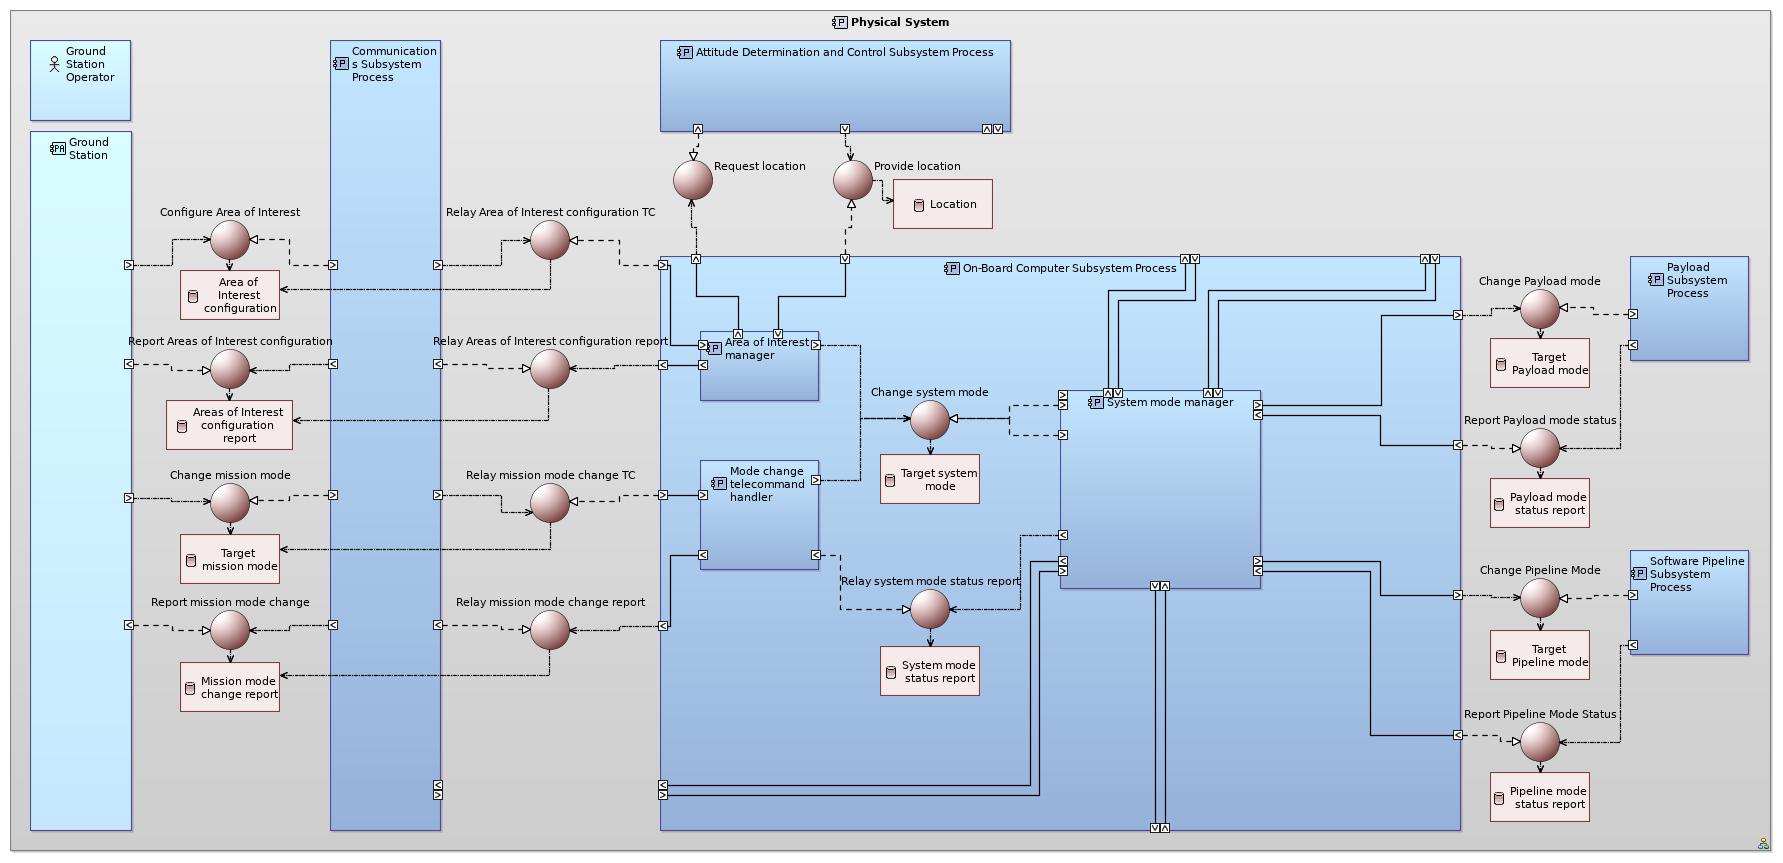 Physical System
Ground
Station
Operator
Ground
Station
Communication
s Subsystem
Process
Attitude Determination and Control Subsystem Process
Request location
Provide location
Location
Configure Area of Interest
Area of
Interest
configuration
Relay Area of Interest configuration TC
Report Areas of Interest configuration
Areas of Interest
configuration
report
Relay Areas of Interest configuration report
Change mission mode
Target
mission mode
Relay mission mode change TC
Report mission mode change
Mission mode
change report
Relay mission mode change report
On-Board Computer Subsystem Process
Area of Interest
manager
Mode change
telecommand
handler
Change system mode
Target system
mode
Relay system mode status report
System mode
status report
System mode manager
Change Payload mode
Target
Payload mode
Report Payload mode status
Payload mode
status report
Payload
Subsystem
Process
Change Pipeline Mode
Target
Pipeline mode
Report Pipeline Mode Status
Pipeline mode
status report
Software Pipeline
Subsystem
Process